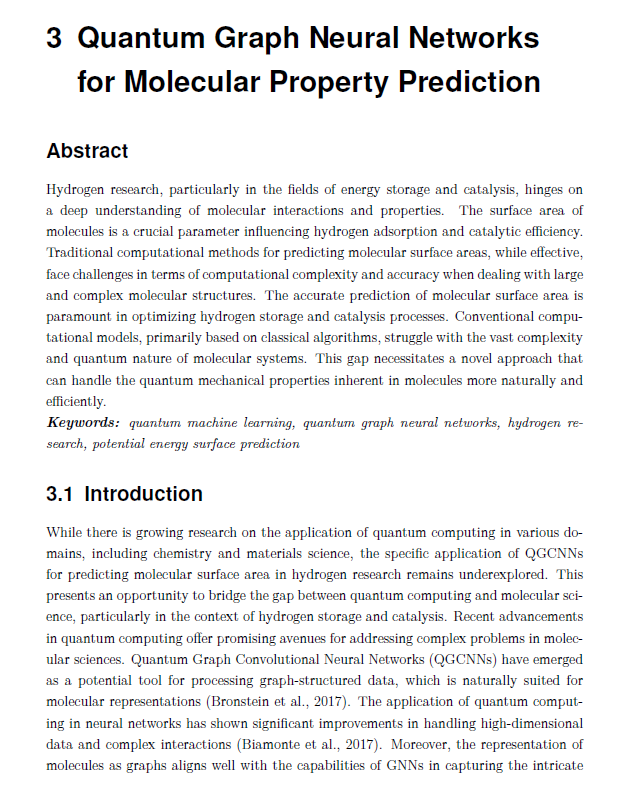 3 Quantum Graph Neural Networks
for Molecular Property Prediction
Abstract
Hydrogen research, particularly in the fields of energy storage and catalysis, hinges on
a deep understanding of molecular interactions and properties. The surface area of
molecules is a crucial parameter influencing hydrogen adsorption and catalytic efficiency.
Traditional computational methods for predicting molecular surface areas, while effective,
face challenges in terms of computational complexity and accuracy when dealing with large
and complex molecular structures. The accurate prediction of molecular surface area is
paramount in optimizing hydrogen storage and catalysis processes. Conventional compu-
tational models, primarily based on classical algorithms, struggle with the vast complexity
and quantum nature of molecular systems. This gap necessitates a novel approach that
can handle the quantum mechanical properties inherent in molecules more naturally and
efficiently.
Keywords: quantum machine learning, quantum graph neural networks, hydrogen re-
search, potential energy surface prediction
3.1 Introduction
While there is growing research on the application of quantum computing in various do-
mains, including chemistry and materials science, the specific application of QGCNNs
for predicting molecular surface area in hydrogen research remains underexplored. This
presents an opportunity to bridge the gap between quantum computing and molecular sci-
ence, particularly in the context of hydrogen storage and catalysis. Recent advancements
in quantum computing offer promising avenues for addressing complex problems in molec-
ular sciences. Quantum Graph Convolutional Neural Networks (QGCNNs) have emerged
as a potential tool for processing graph-structured data, which is naturally suited for
molecular representations (Bronstein et al., 2017). The application of quantum comput-
ing in neural networks has shown significant improvements in handling high-dimensional
data and complex interactions (Biamonte et al., 2017). Moreover, the representation of
molecules as graphs aligns well with the capabilities of GNNs in capturing the intricate